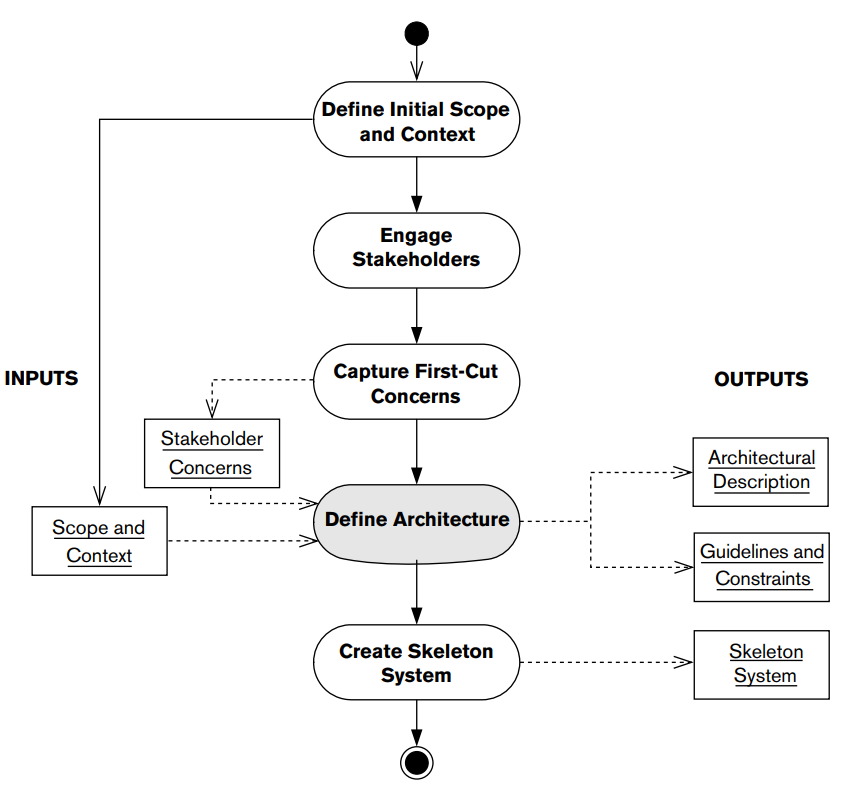 Define Initial Scope
and Context
Engage
Stakeholders
INPUTS
Capture First-Cut
Concerns
OUTPUTS
Stakeholder
Concerns
Architectural
Description
Scope and
Context
Define Architecture
Guidelines and
Constraints
Create Skeleton
System
Skeleton
System